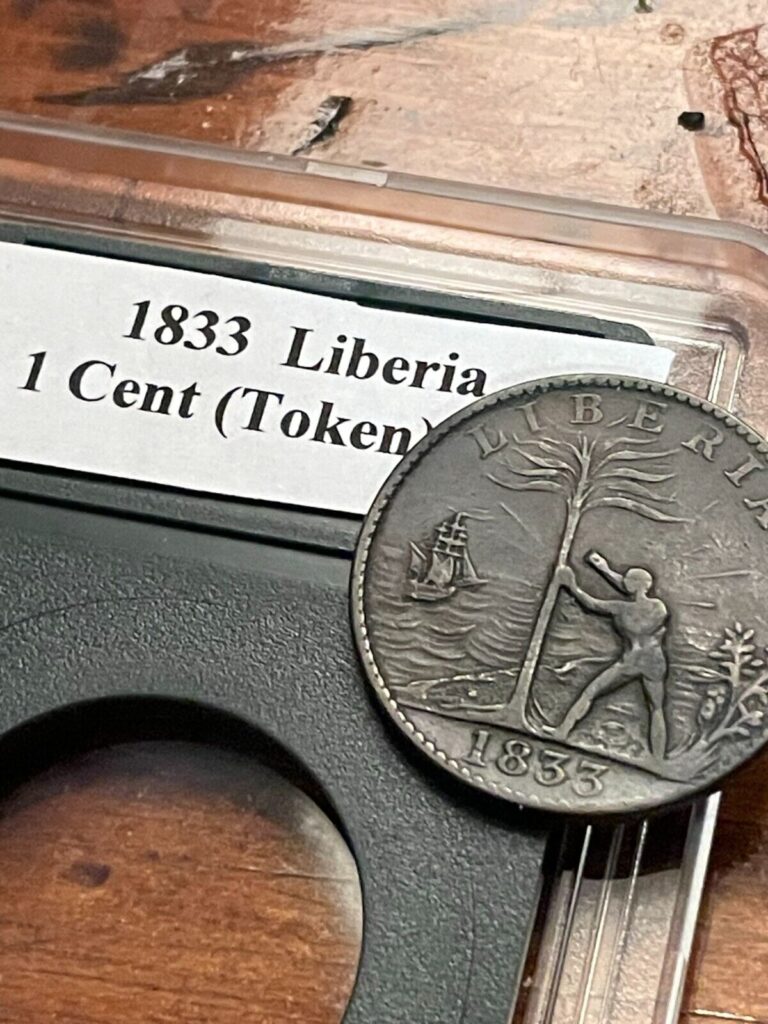 1833 Liberia
1 Cent (Token)
LIBERIA
1833